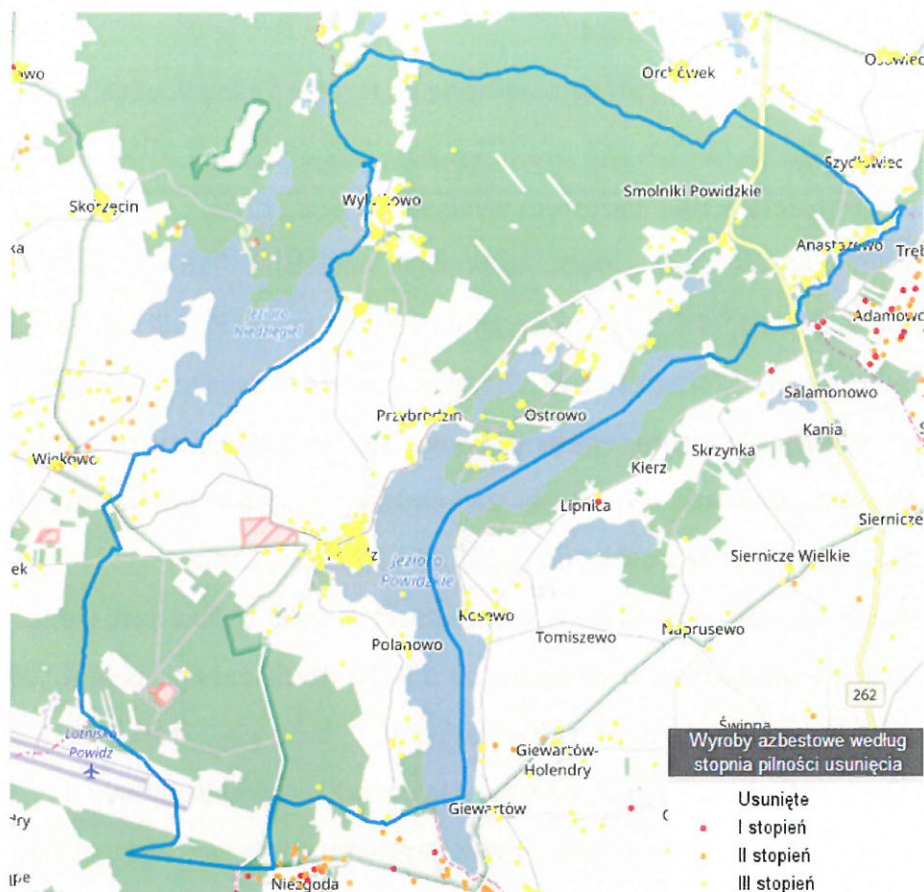 Orchówek
Szydłowiec
Smolniki Powidzkie
Skorzęcin
Anastazewo
Jezioro
Niedzięgiel
Adamowo
Salamonowo
Przybrodzin
Ostrowo
Kania
Skrzynka
Kierz
Lipnica
Siernicze Wielkie
Jezioro
Powidzkie
Kosewo
Naprusewo
Tomiszewo
Polanowo
262
Lotnisko
Powidz
Giewartów-
Holendry
Giewartów
Niezgoda
Wyroby azbestowe według
stopnia pilności usunięcia
Usunięte
I stopień
II stopień
III stopień